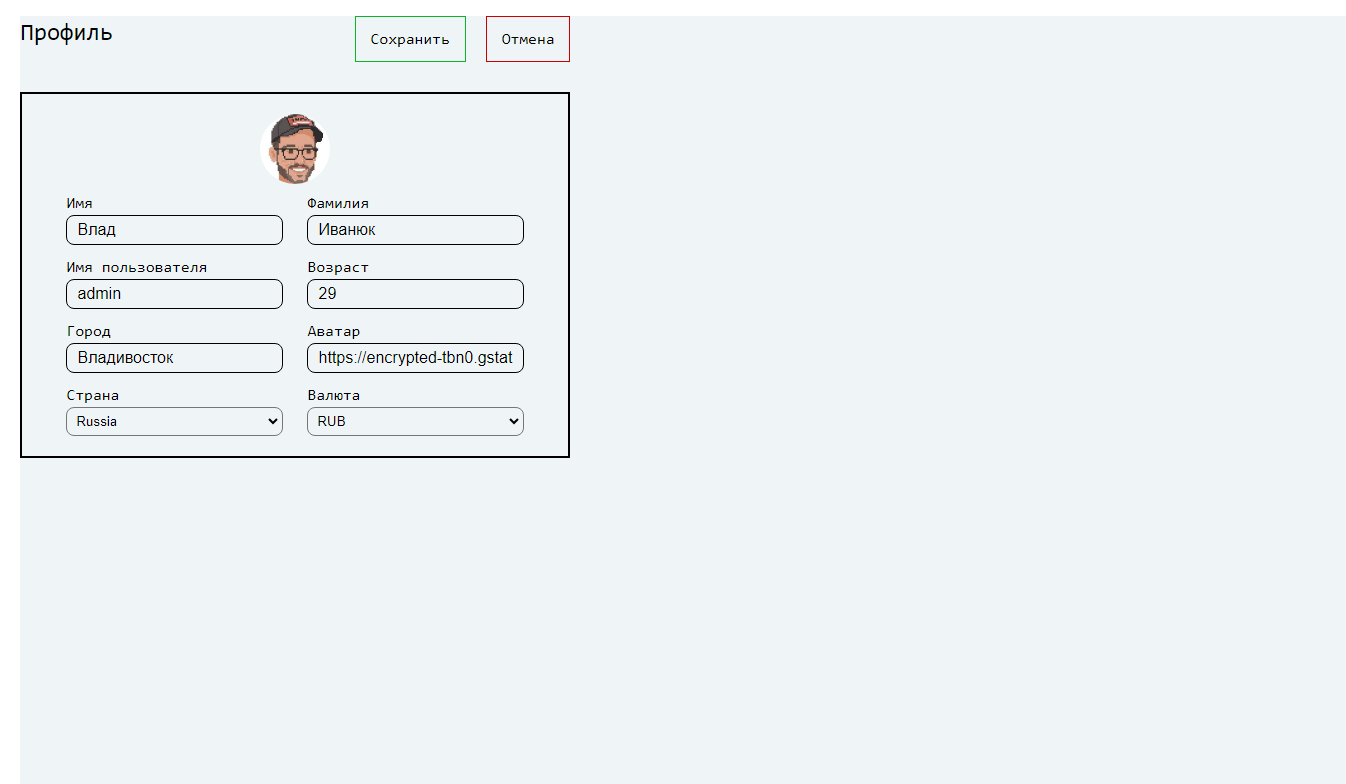 Профиль
Сохранить
Отмена
Имя
Фамилия
Влад
Иванюк
Имя пользователя
Возраст
admin
29
Город
Аватар
Владивосток
https://encrypted-tbn0.gstat
Страна
Валюта
Russia
RUB